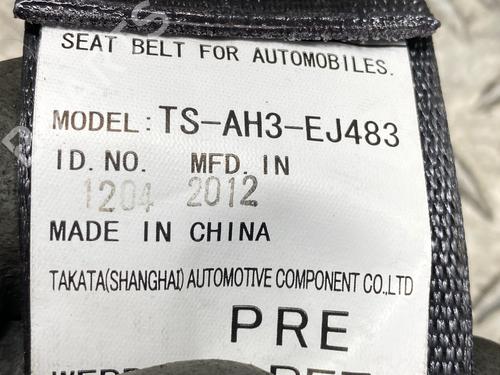 SEAT BELT FOR AUTOMOBILES.
MODEL: TS-AH3-EJ483
ID.NO. MFD.IN
1204 2012
MADE IN CHINA
TAKATA(SHANGHAI) AUTOMOTIVE COMPONENT CO.,LTD
PRE